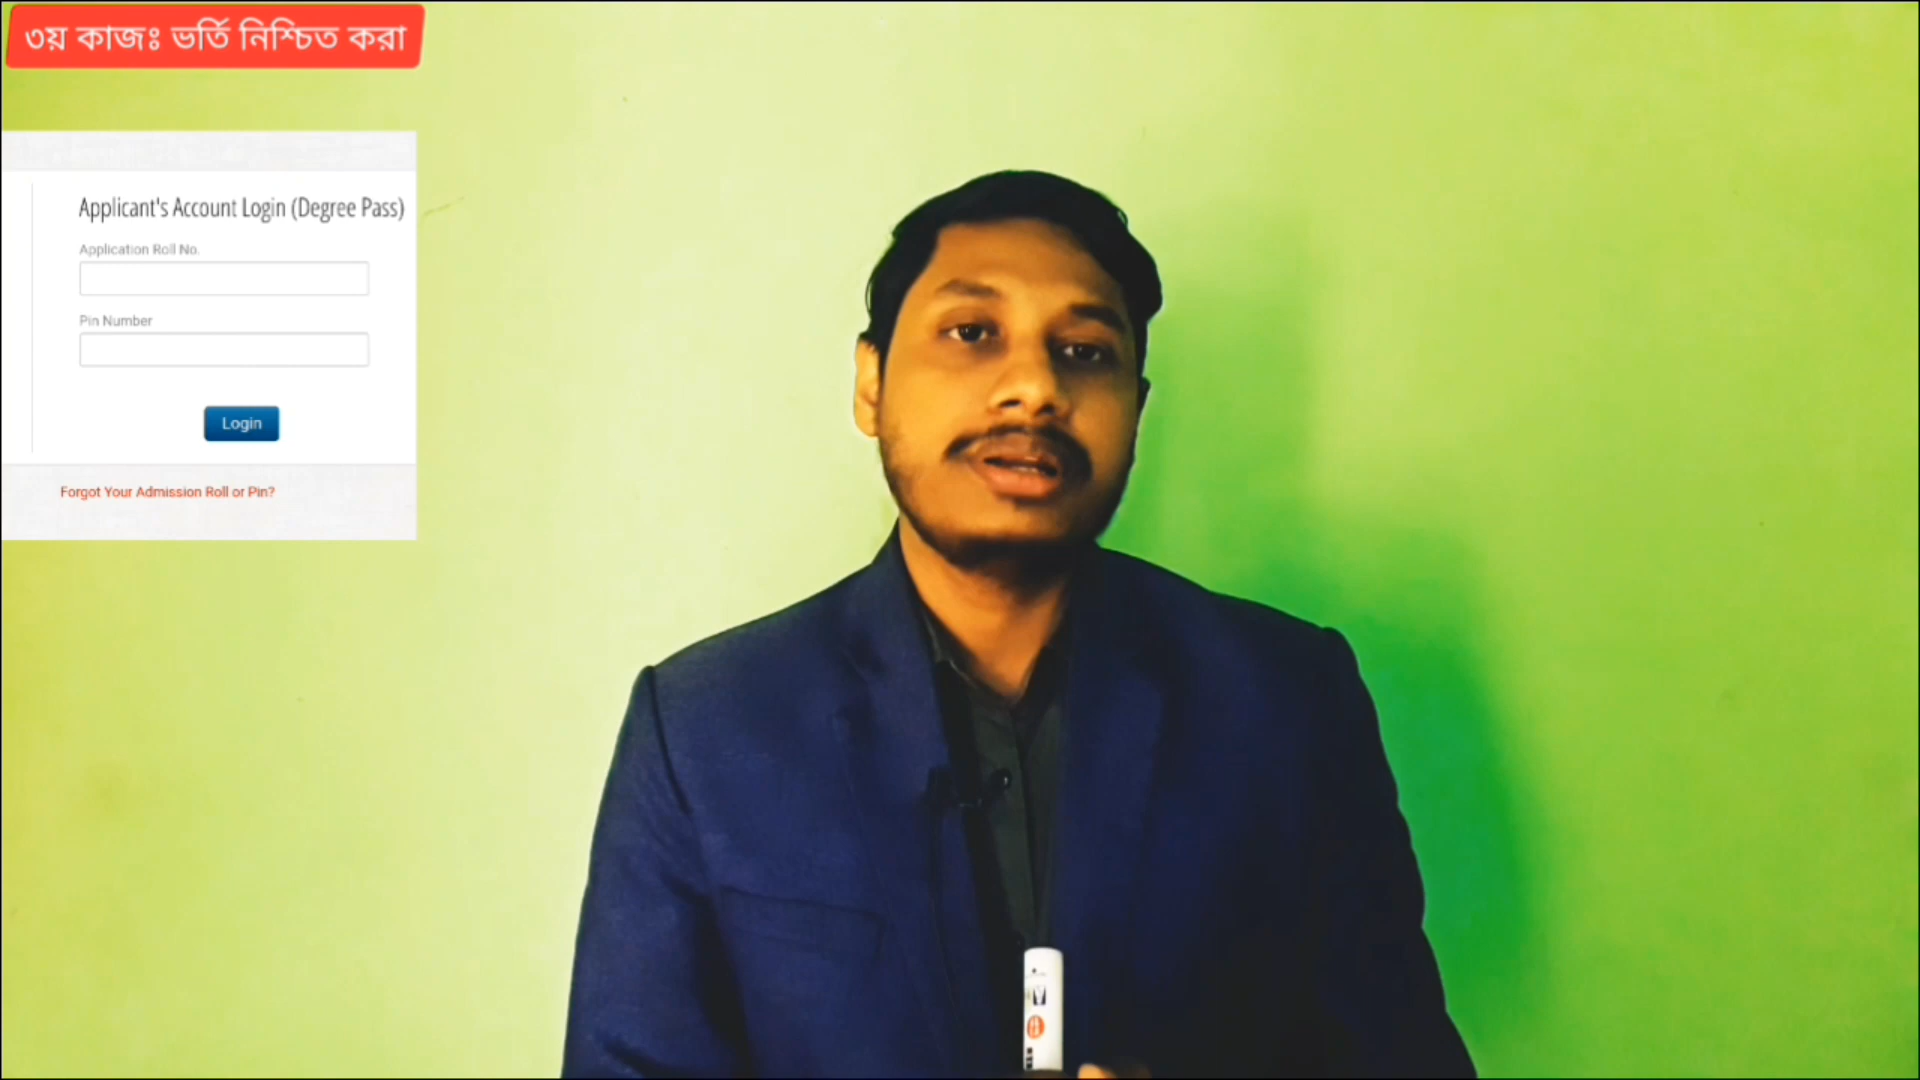 ৩য় কাজঃ ভর্তি নিশ্চিত করা
Applicant's Account Login (Degree Pass)
Application Roll No.
Pin Number
Login
Forgot Your Admission Roll or Pin?